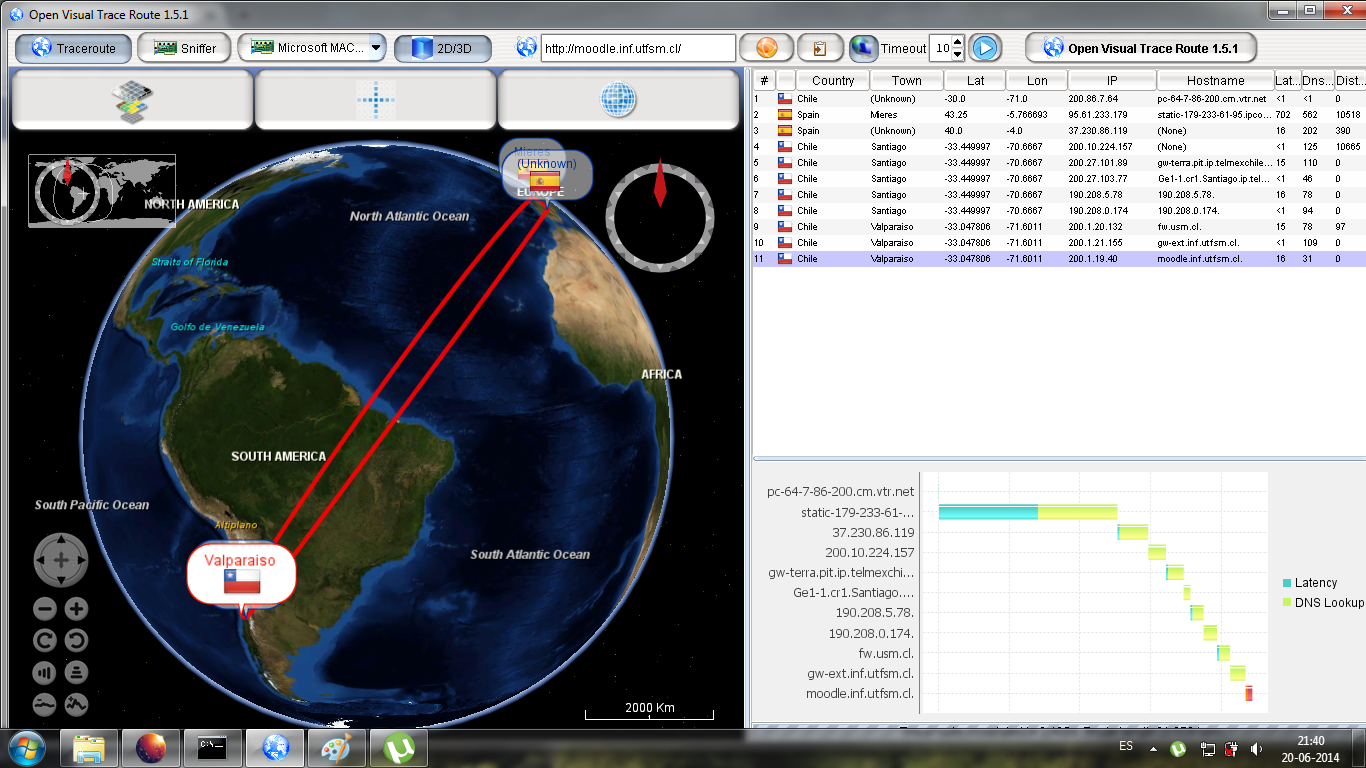 Open Visual Trace Route 1.5.1
Traceroute Sniffer Microsoft MAC... 2D/3D http://moodle.inf.utfsm.cl/ Timeout 10 Open Visual Trace Route 1.5.1
# Country Town Lat Lon IP Hostname Lat... Dns... Dist...
1 Chile (Unknown) -30.0 -71.0 200.86.7.64 pc-64-7-86-200.cm.vtr.net <1 <1 0
2 Spain Mieres 43.25 -5.766693 95.61.233.179 static-179-233-61-95.ipco... 702 562 10518
3 Spain (Unknown) 40.0 -4.0 37.230.86.119 (None) 16 202 390
4 Chile Santiago -33.449997 -70.6667 200.10.224.157 (None) <1 125 10665
5 Chile Santiago -33.449997 -70.6667 200.27.101.89 gw-terra.pit.ip.telmexchile... 15 110 0
6 Chile Santiago -33.449997 -70.6667 200.27.103.77 Ge1-1.cr1.Santiago.ip.tel... <1 46 0
7 Chile Santiago -33.449997 -70.6667 190.208.5.78 190.208.5.78. 16 78 0
8 Chile Santiago -33.449997 -70.6667 190.208.0.174 190.208.0.174. <1 94 0
9 Chile Valparaiso -33.047806 -71.6011 200.1.20.132 fw.usm.cl. 15 78 97
10 Chile Valparaiso -33.047806 -71.6011 200.1.21.155 gw-ext.inf.utfsm.cl. <1 109 0
11 Chile Valparaiso -33.047806 -71.6011 200.1.19.40 moodle.inf.utfsm.cl. 16 31 0
Mieres
(Unknown)
EUROPE
NORTH AMERICA
North Atlantic Ocean
Straits of Florida
Golfo de Venezuela
AFRICA
SOUTH AMERICA
South Pacific Ocean
Altiplano
South Atlantic Ocean
Valparaiso
2000 Km
pc-64-7-86-200.cm.vtr.net
static-179-233-61-...
37.230.86.119
200.10.224.157
gw-terra.pit.ip.telmexchi...
Ge1-1.cr1.Santiago....
190.208.5.78.
190.208.0.174.
fw.usm.cl.
gw-ext.inf.utfsm.cl.
moodle.inf.utfsm.cl.
Latency
DNS Lookup
ES
21:40
20-06-2014